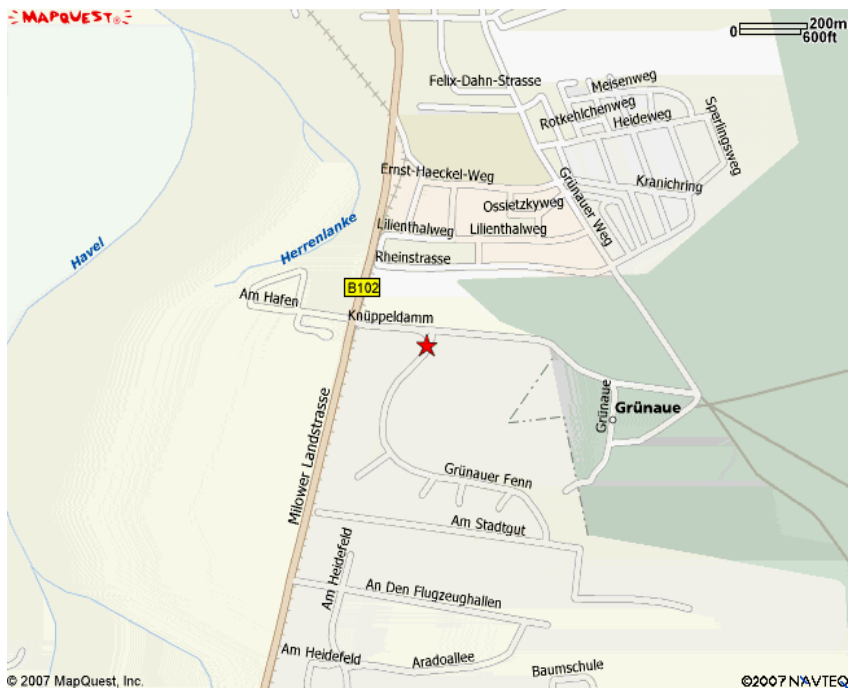 MAPQUEST
0 200m
600ft
Felix-Dahn-Strasse
Meisenweg
Rotkehlchenweg
Heideweg
Sperlingsweg
Ernst-Haeckel-Weg
Grünauer Weg
Kranichring
Ossietzkyweg
Lilienthalweg
Lilienthalweg
Herrenlanke
Havel
Rheinstrasse
B102
Am Hafen
Knüppeldamm
Grünaue
Grünaue
Milower Landstrasse
Grünauer Fenn
Am Stadtgut
Am Heidefeld
An Den Flugzeughallen
Am Heidefeld
Aradoallee
Baumschule
© 2007 MapQuest, Inc.
©2007 NAVTEQ